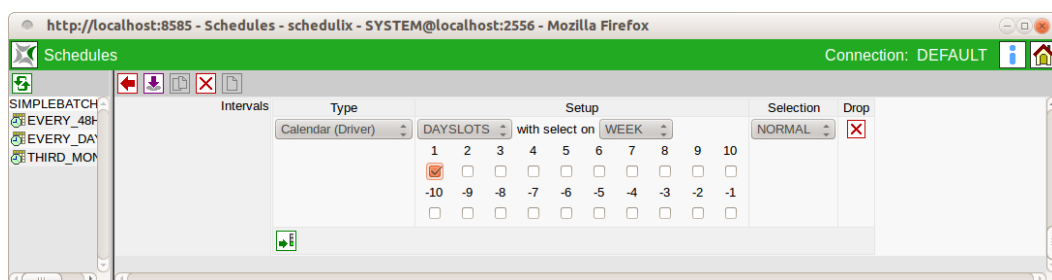 http://localhost:8585 - Schedules - schedulix - SYSTEM@localhost:2556 - Mozilla Firefox
Schedules Connection: DEFAULT
SIMPLEBATCH
EVERY_48H
EVERY_DAY
THIRD_MON
Intervals Type Setup Selection Drop
Calendar (Driver) DAYSLOTS with select on WEEK NORMAL
1 2 3 4 5 6 7 8 9 10
-10 -9 -8 -7 -6 -5 -4 -3 -2 -1